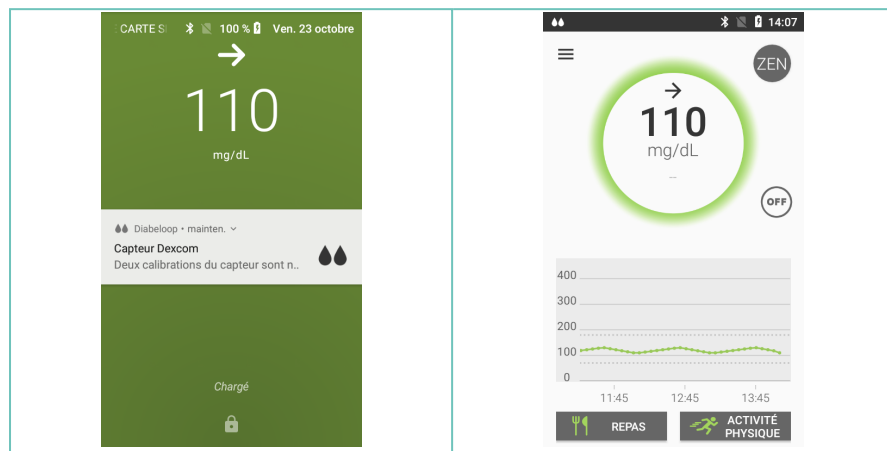 CARTE S
100 %
Ven. 23 octobre
110
mg/dL
Diabeloop • mainten.
Capteur Dexcom
Deux calibrations du capteur sont n..
Chargé
14:07
ZEN
110
mg/dL
--
OFF
400
300
200
100
0
11:45
12:45
13:45
REPAS
ACTIVITÉ
PHYSIQUE